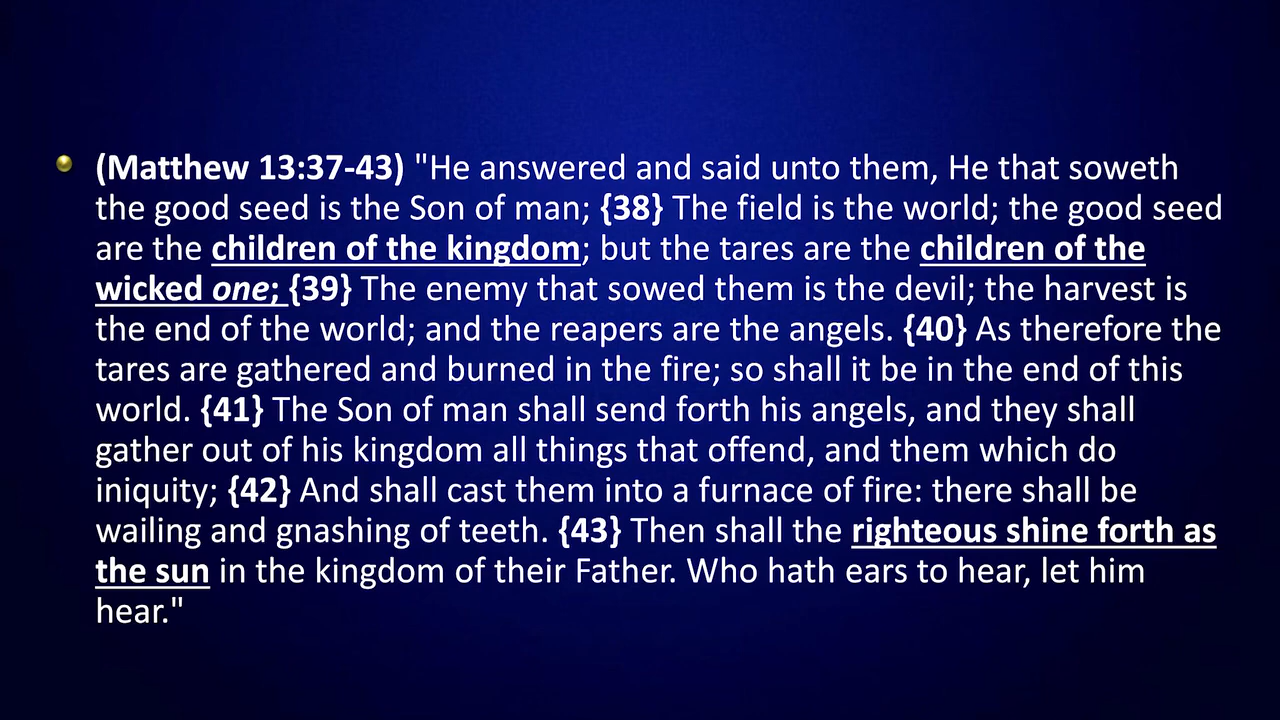 (Matthew 13:37-43) "He answered and said unto them, He that soweth
the good seed is the Son of man; {38} The field is the world; the good seed
are the children of the kingdom; but the tares are the children of the
wicked one; {39} The enemy that sowed them is the devil; the harvest is
the end of the world; and the reapers are the angels. {40} As therefore the
tares are gathered and burned in the fire; so shall it be in the end of this
world. {41} The Son of man shall send forth his angels, and they shall
gather out of his kingdom all things that offend, and them which do
iniquity; {42} And shall cast them into a furnace of fire: there shall be
wailing and gnashing of teeth. {43} Then shall the righteous shine forth as
the sun in the kingdom of their Father. Who hath ears to hear, let him
hear."